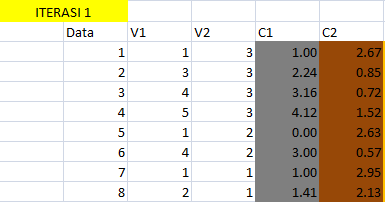 ITERASI 1
Data V1 V2 C1 C2
1 1 3 1.00 2.67
2 3 3 2.24 0.85
3 4 3 3.16 0.72
4 5 3 4.12 1.52
5 1 2 0.00 2.63
6 4 2 3.00 0.57
7 1 1 1.00 2.95
8 2 1 1.41 2.13